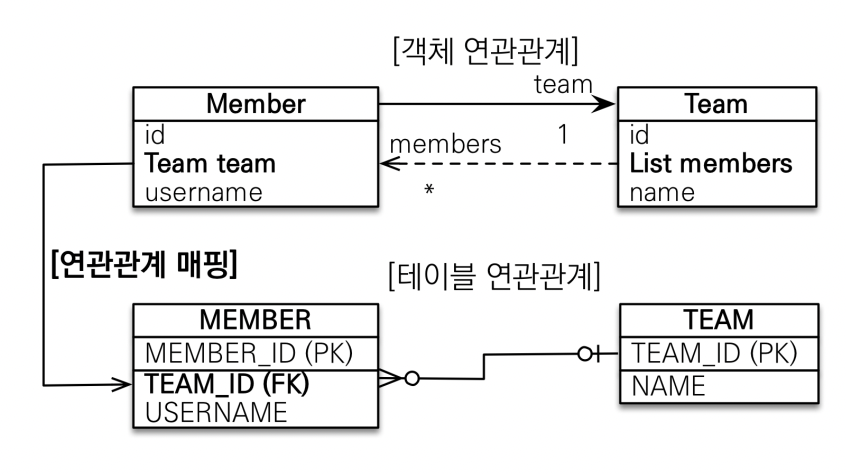 [객체 연관관계]
team
Member
id
Team team
username
members
1
*
Team
id
List members
name
[연관관계 매핑]
[테이블 연관관계]
MEMBER
MEMBER_ID (PK)
TEAM_ID (FK)
USERNAME
TEAM
TEAM_ID (PK)
NAME